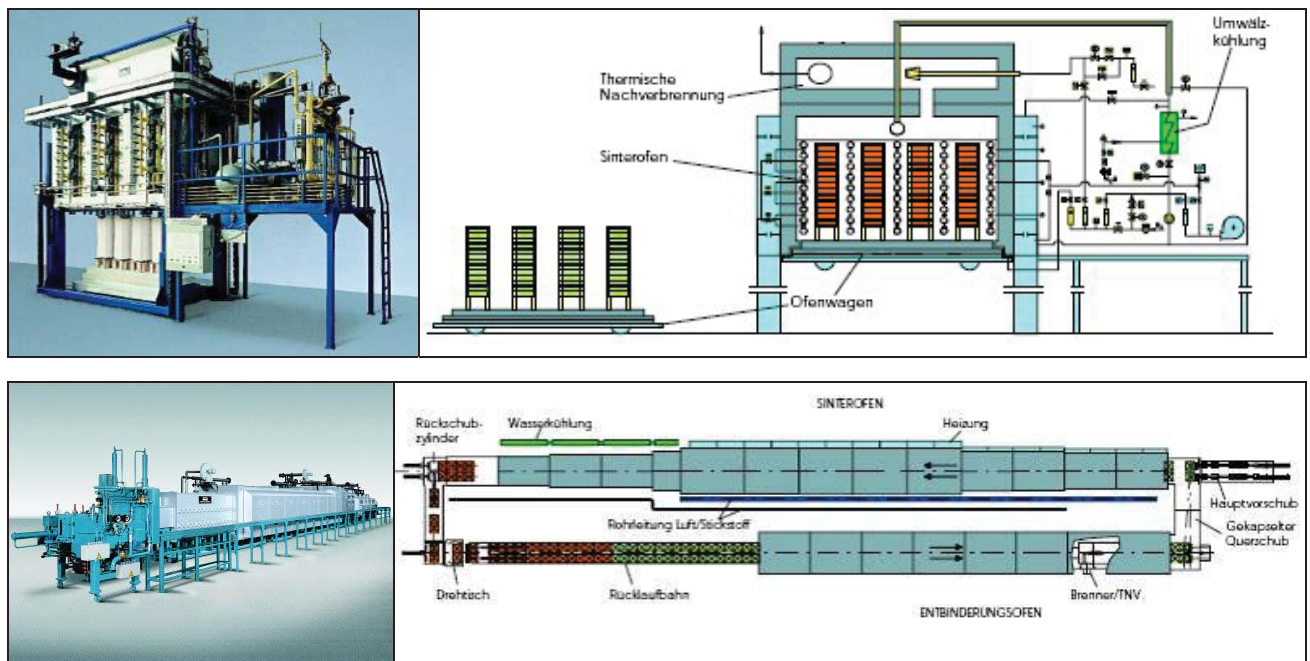 Umwälz-
kühlung
Thermische
Nachverbrennung
Sinterofen
Ofenwagen
SINTEROFEN
Rückschub-
zylinder
Wasserkühlung
Heizung
Hauptvorschub
Rohrleitung Luft/Stickstoff
Gekapselter
Querschub
Drehtisch
Rücklaufbahn
Brenner/TNV
ENTBINDERUNGSOFEN